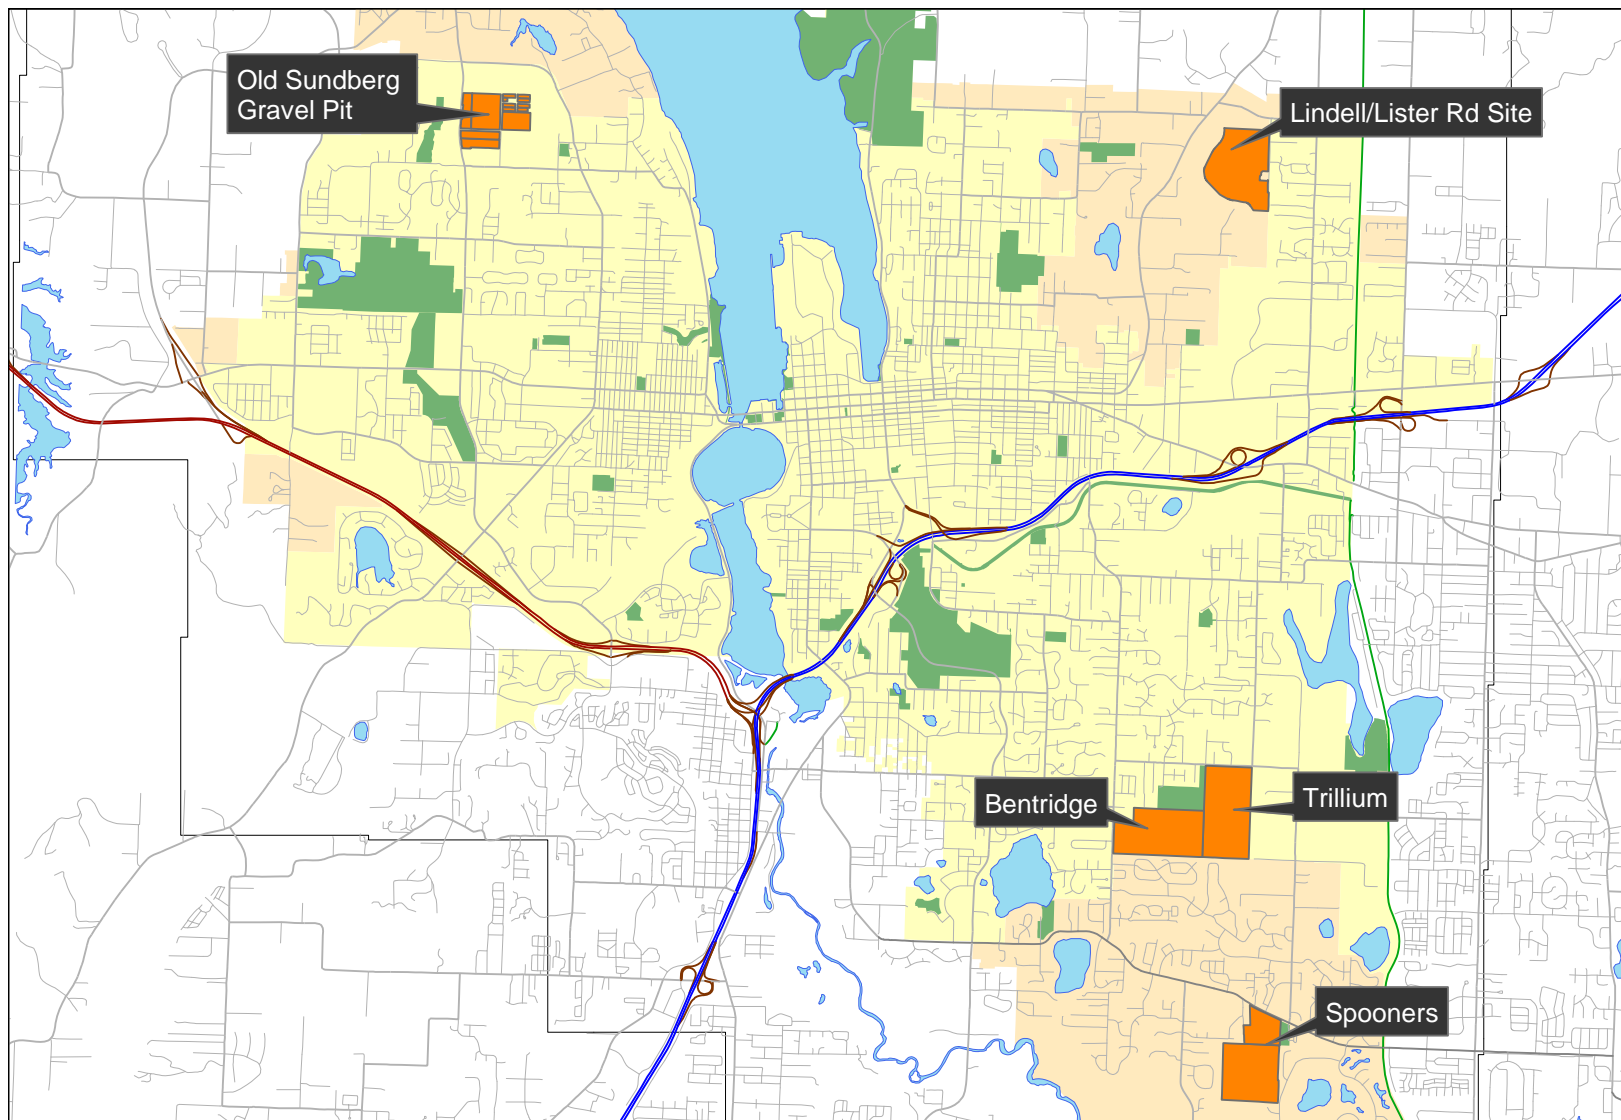 Old Sundberg
Gravel Pit
Lindell/Lister Rd Site
Bentridge
Trillium
Spooners